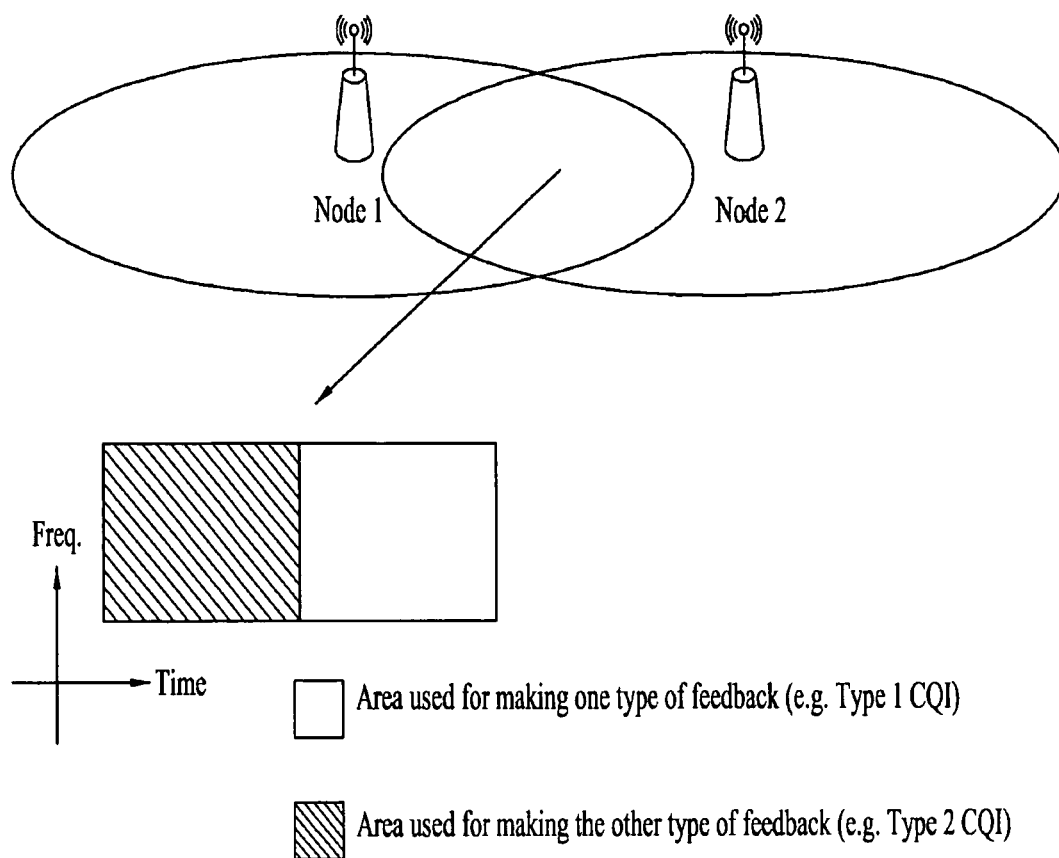 Node 1
Node 2
Freq.
Time
Area used for making one type of feedback (e.g. Type 1 CQI)
Area used for making the other type of feedback (e.g. Type 2 CQI)